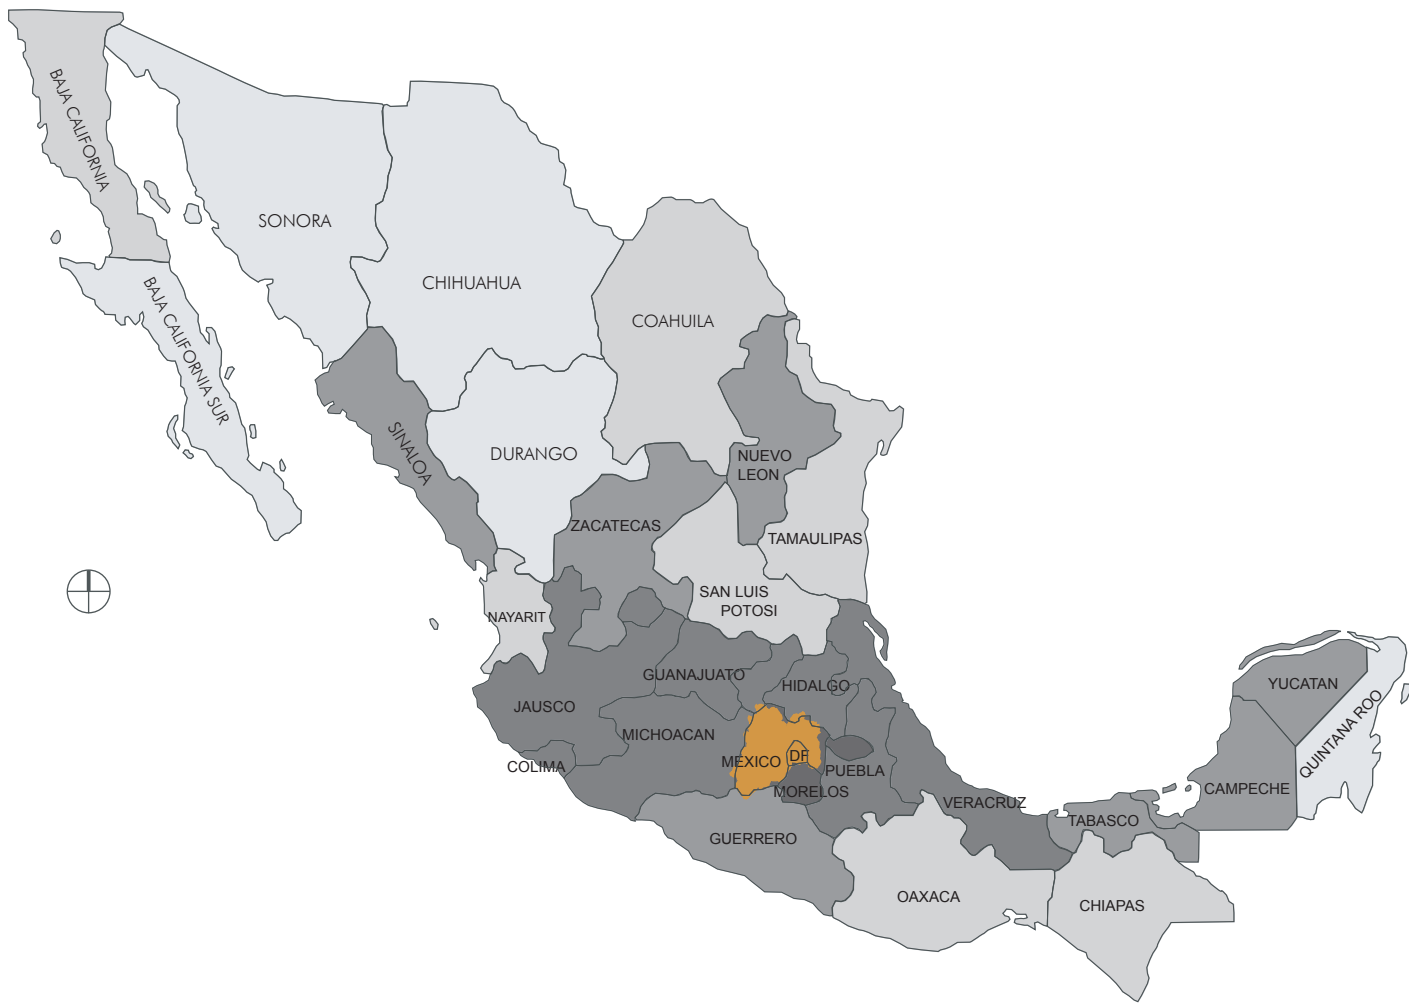 BAJA CALIFORNIA
SONORA
CHIHUAHUA
BAJA CALIFORNIA SUR
COAHUILA
SINALOA
DURANGO
NUEVO
LEON
ZACATECAS
TAMAULIPAS
SAN LUIS
POTOSI
NAYARIT
GUANAJUATO
HIDALGO
YUCATAN
JAUSCO
MICHOACAN
QUINTANA ROO
DF
MEXICO
COLIMA
PUEBLA
MORELOS
CAMPECHE
VERACRUZ
TABASCO
GUERRERO
OAXACA
CHIAPAS